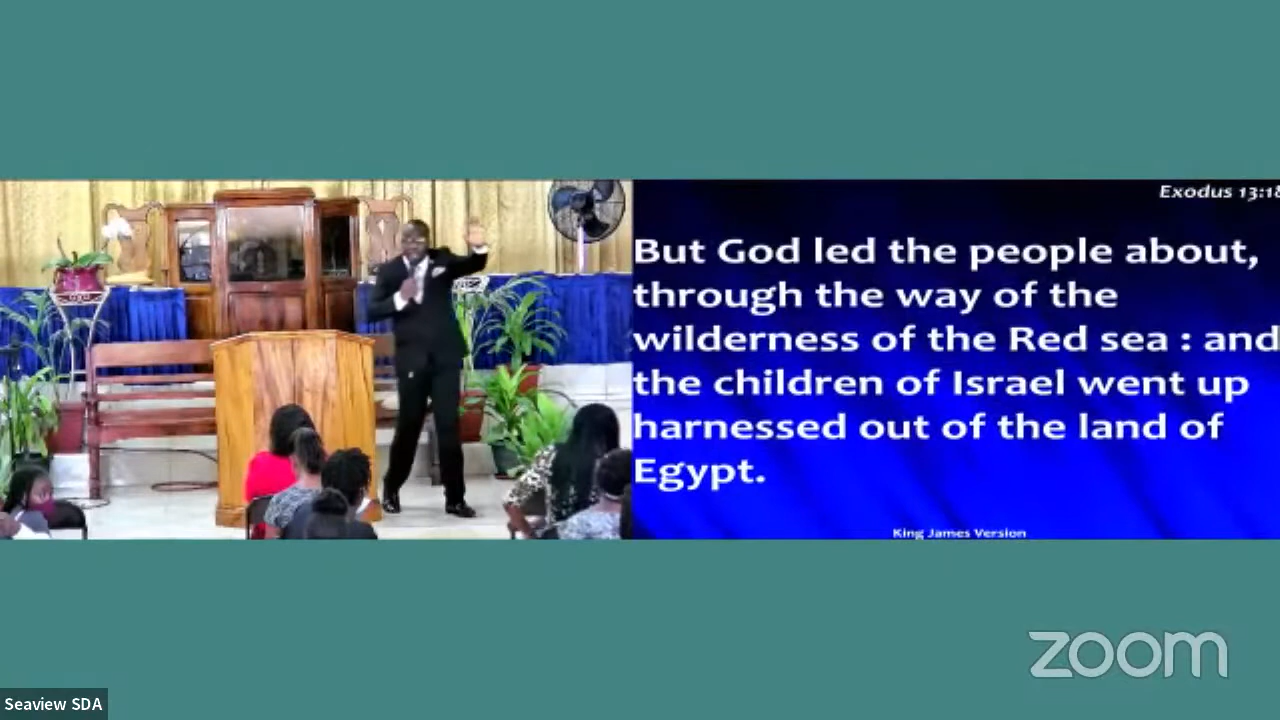 Exodus 13:18
But God led the people about,
through the way of the
wilderness of the Red sea : and
the children of Israel went up
harnessed out of the land of
Egypt.
King James Version
zoom
Seaview SDA